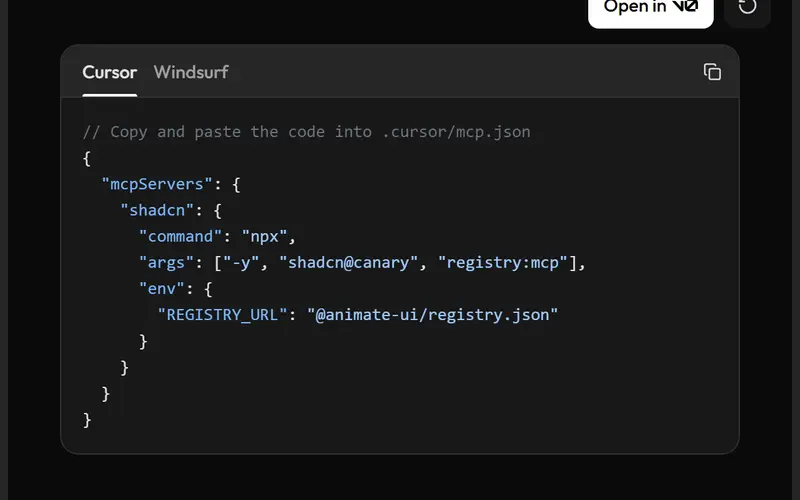 Open in v0
Cursor Windsurf
// Copy and paste the code into .cursor/mcp.json
{
  "mcpServers": {
    "shadcn": {
      "command": "npx",
      "args": ["-y", "shadcn@canary", "registry:mcp"],
      "env": {
        "REGISTRY_URL": "@animate-ui/registry.json"
      }
    }
  }
}